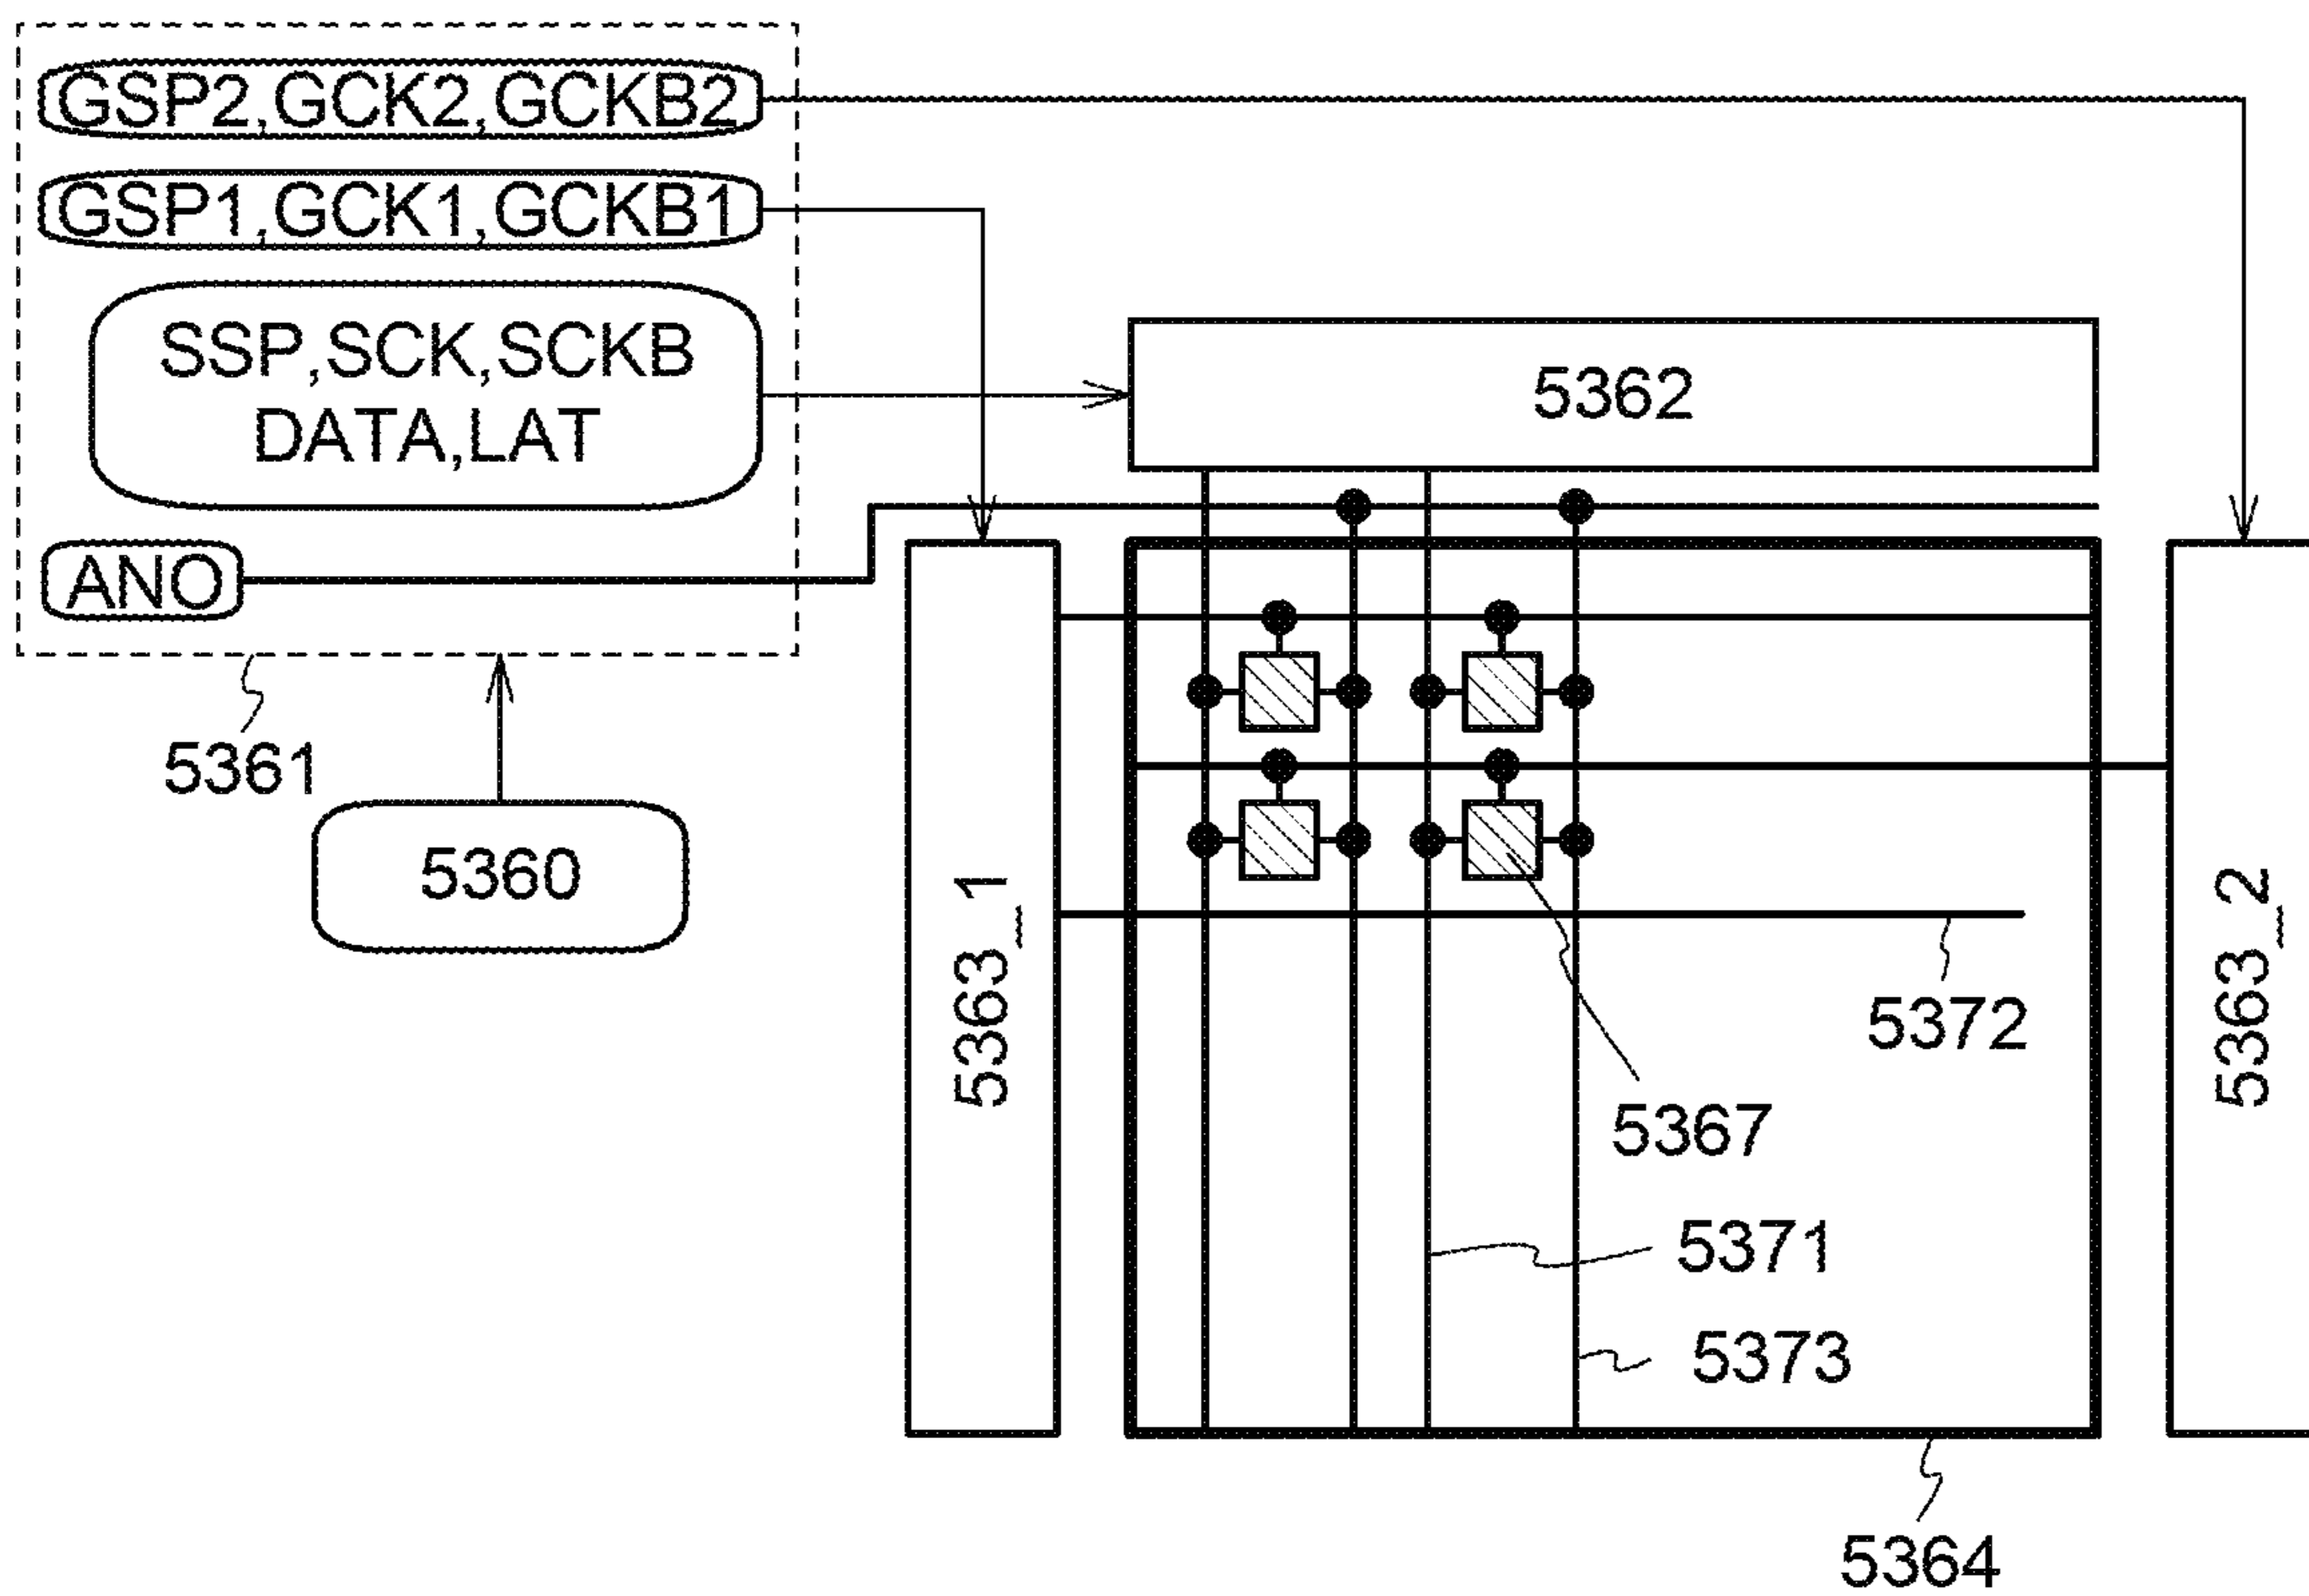 GSP2,GCK2,GCKB2
GSP1,GCK1,GCKB1
SSP,SCK,SCKB
DATA,LAT
ANO
5361
5360
5362
5363_1
5363_2
5372
5367
5371
5373
5364